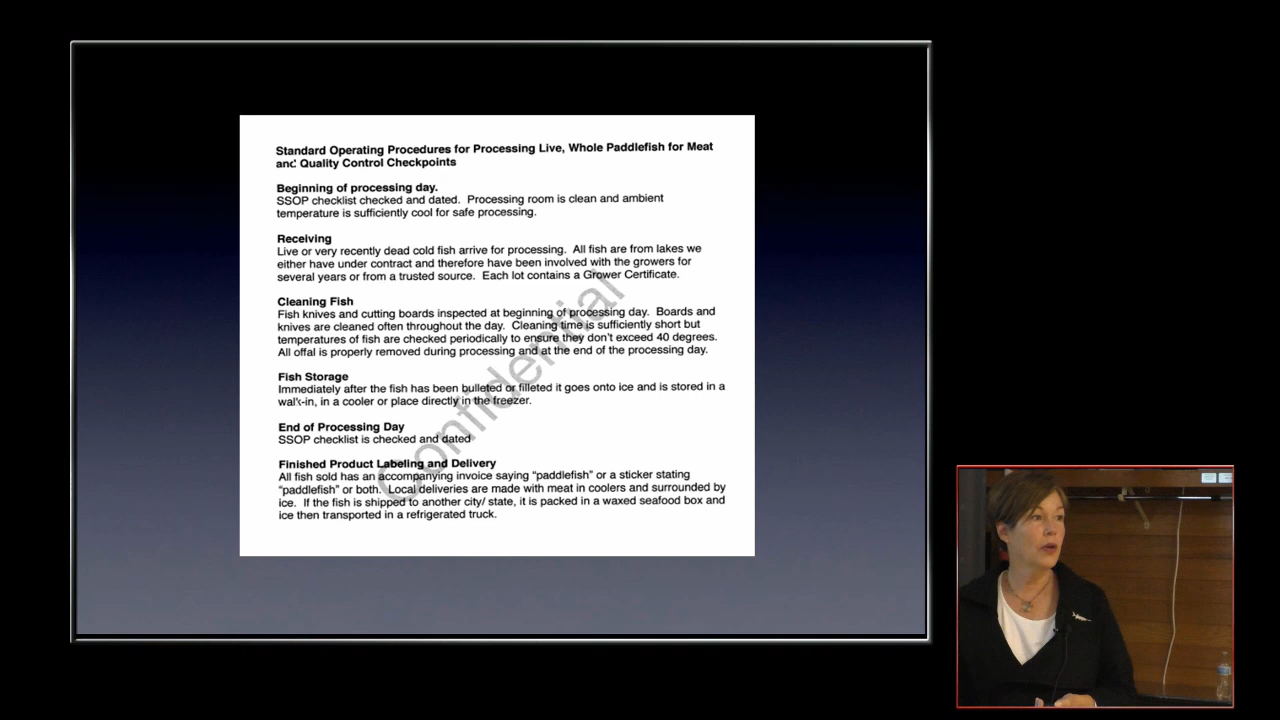 Standard Operating Procedures for Processing Live, Whole Paddlefish for Meat
and Quality Control Checkpoints
Beginning of processing day.
SSOP checklist checked and dated. Processing room is clean and ambient
temperature is sufficiently cool for safe processing.
Receiving
Live or very recently dead cold fish arrive for processing. All fish are from lakes we
either have under contract and therefore have been involved with the growers for
several years or from a trusted source. Each lot contains a Grower Certificate.
Cleaning Fish
Fish knives and cutting boards inspected at beginning of processing day. Boards and
knives are cleaned often throughout the day. Cleaning time is sufficiently short but
temperatures of fish are checked periodically to ensure they don't exceed 40 degrees.
All offal is properly removed during processing and at the end of the processing day.
Fish Storage
Immediately after the fish has been bulleted or filleted it goes onto ice and is stored in a
walk-in, in a cooler or place directly in the freezer.
End of Processing Day
SSOP checklist is checked and dated
Finished Product Labeling and Delivery
All fish sold has an accompanying invoice saying “paddlefish” or a sticker stating
“paddlefish” or both. Local deliveries are made with meat in coolers and surrounded by
ice. If the fish is shipped to another city/ state, it is packed in a waxed seafood box and
ice then transported in a refrigerated truck.
Confidential